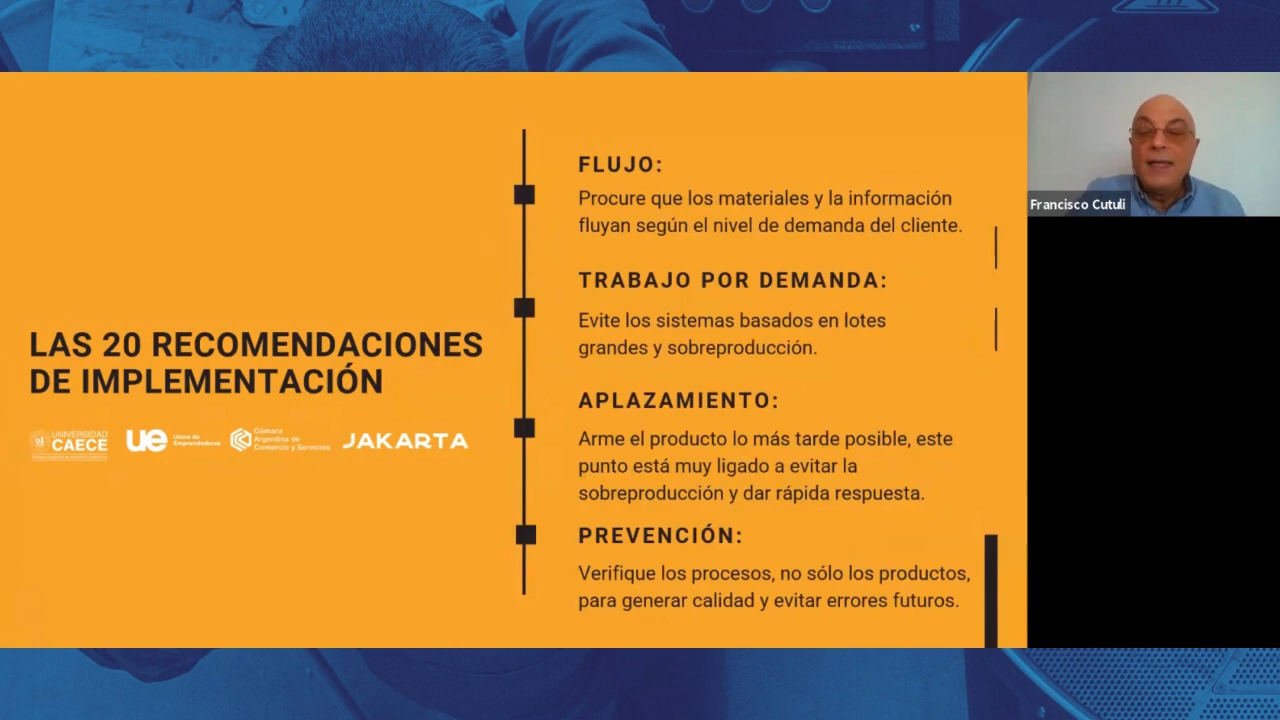 LAS 20 RECOMENDACIONES
DE IMPLEMENTACIÓN
UNIVERSIDAD
CAECE
ue
Unión de
Emprendedores
Cámara
Argentina de
Comercio y Servicios
JAKARTA
FLUJO:
Procure que los materiales y la información
fluyan según el nivel de demanda del cliente.
TRABAJO POR DEMANDA:
Evite los sistemas basados en lotes
grandes y sobreproducción.
APLAZAMIENTO:
Arme el producto lo más tarde posible, este
punto está muy ligado a evitar la
sobreproducción y dar rápida respuesta.
PREVENCIÓN:
Verifique los procesos, no sólo los productos,
para generar calidad y evitar errores futuros.
Francisco Cutuli